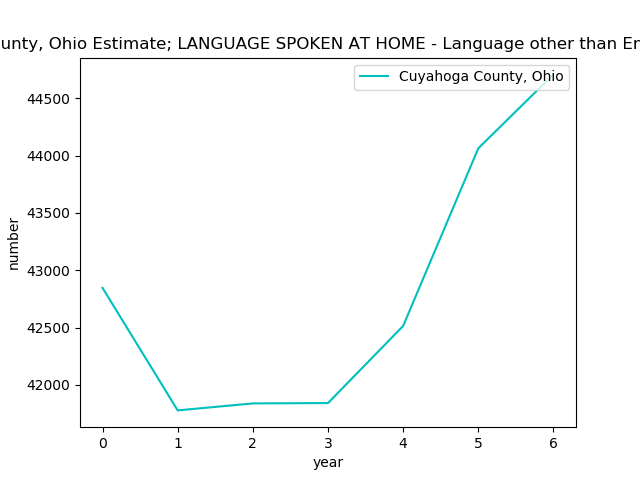 unty, Ohio Estimate; LANGUAGE SPOKEN AT HOME - Language other than En
Cuyahoga County, Ohio
44500
44000
43500
43000
42500
42000
number
0 1 2 3 4 5 6
year